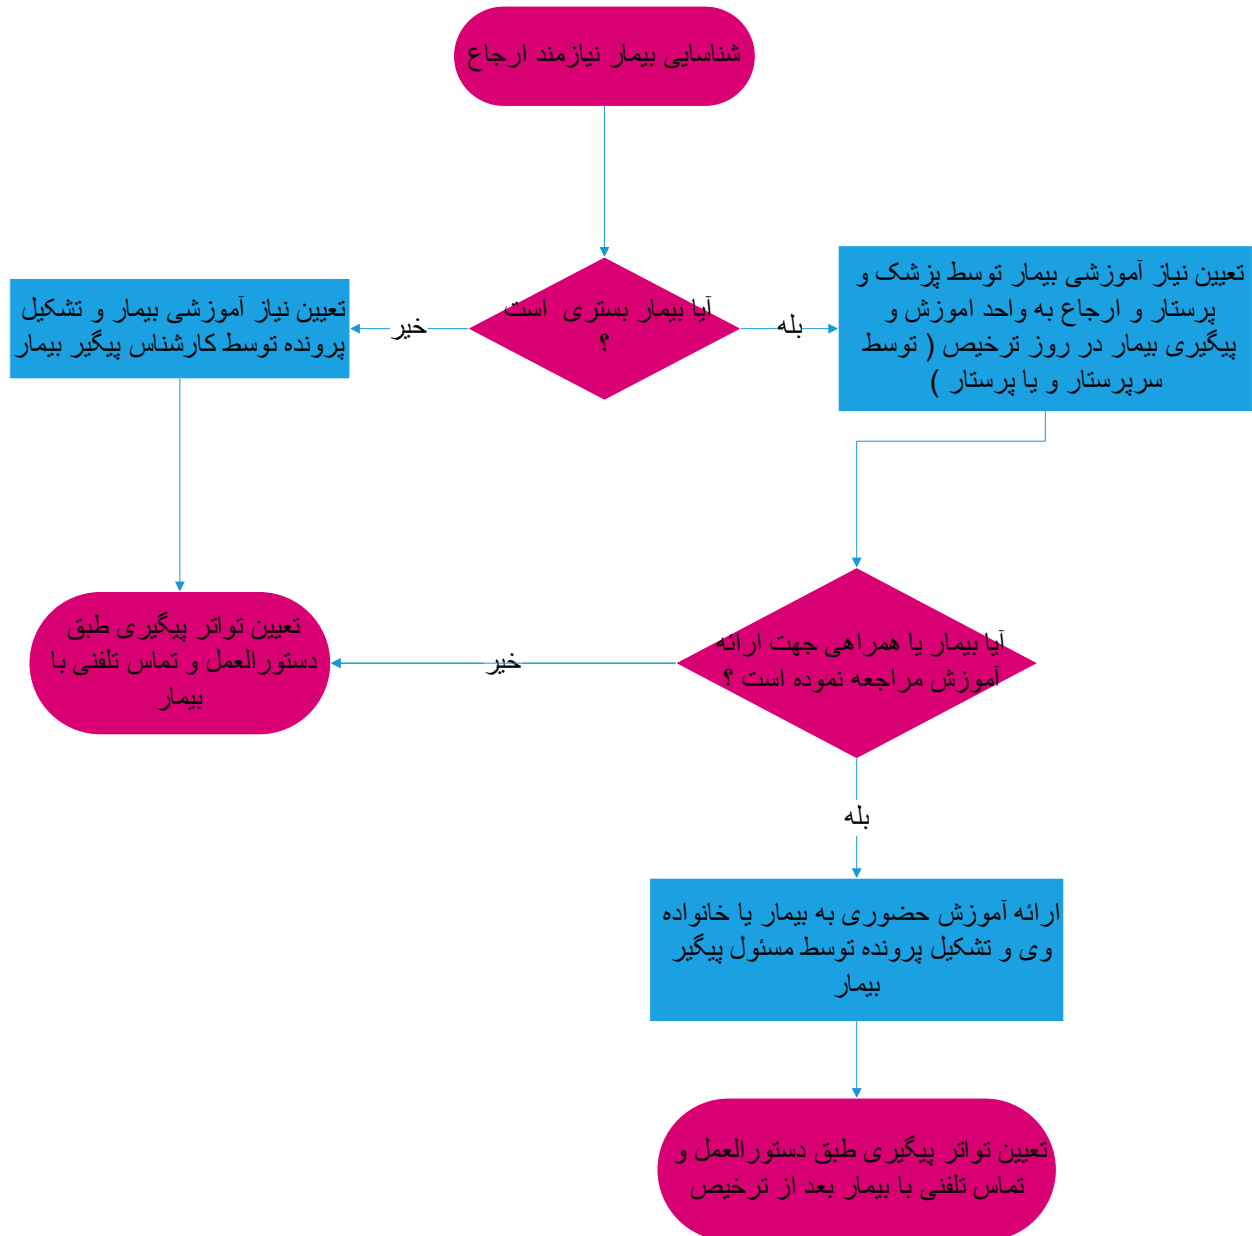 شناسایی بیمار نیازمند ارجاع
آیا بیمار بستری است
؟
بله
خیر
تعیین نیاز آموزشی بیمار توسط پزشک و
پرستار و ارجاع به واحد اموزش و
پیگیری بیمار در روز ترخیص ( توسط
سرپرستار و یا پرستار )
تعیین نیاز آموزشی بیمار و تشکیل
پرونده توسط کارشناس پیگیر بیمار
آیا بیمار یا همراهی جهت ارائه
آموزش مراجعه نموده است ؟
خیر
تعیین تواتر پیگیری طبق
دستورالعمل و تماس تلفنی با
بیمار
بله
ارائه آموزش حضوری به بیمار یا خانواده
وی و تشکیل پرونده توسط مسئول پیگیر
بیمار
تعیین تواتر پیگیری طبق دستورالعمل و
تماس تلفنی با بیمار بعد از ترخیص